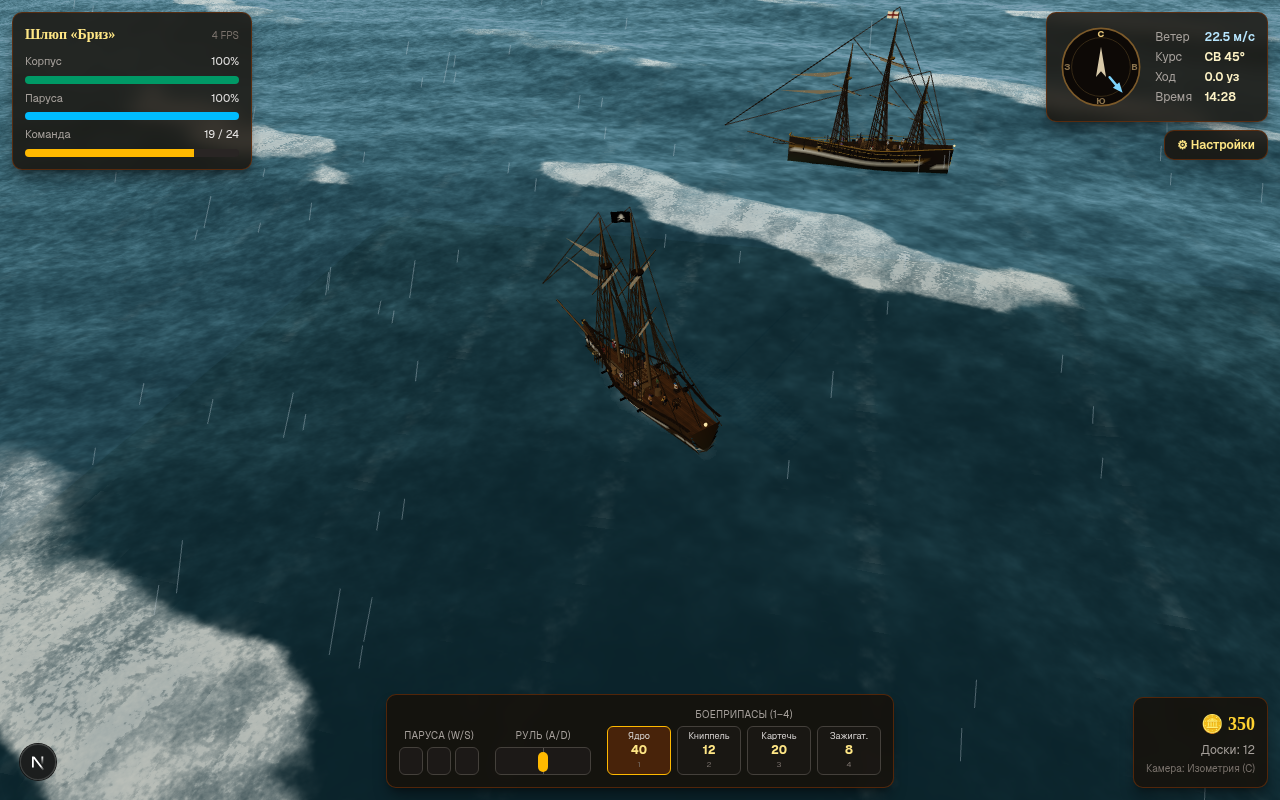 Шлюп «Бриз»
4 FPS
Корпус
100%
Паруса
100%
Команда
19 / 24
С
З
В
Ю
Ветер
22.5 м/с
Курс
СВ 45°
Ход
0.0 уз
Время
14:28
⚙ Настройки
ПАРУСА (W/S)
РУЛЬ (A/D)
БОЕПРИПАСЫ (1–4)
Ядро
40
1
Книппель
12
2
Картечь
20
3
Зажигат.
8
4
350
Доски: 12
Камера: Изометрия (C)
N